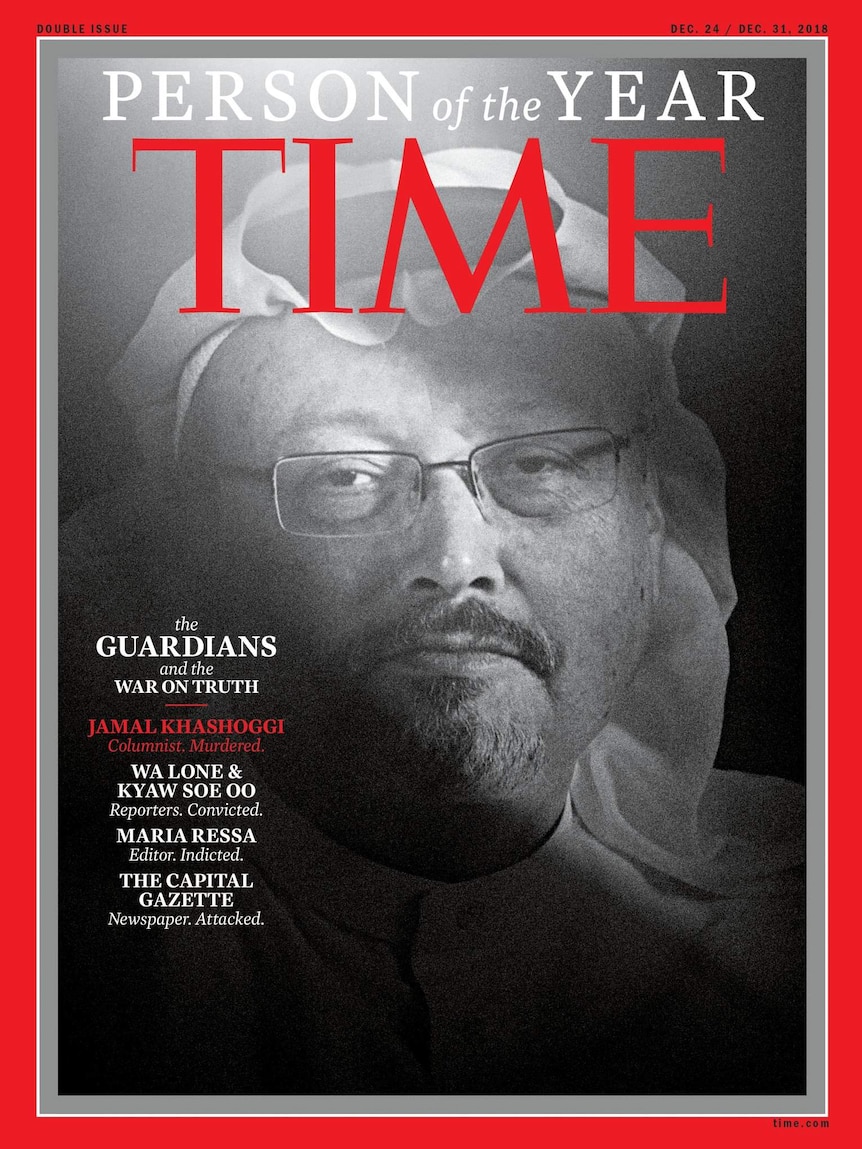 DOUBLE ISSUE
DEC. 24 / DEC. 31, 2018
PERSON of the YEAR
TIME
the
GUARDIANS
and the
WAR ON TRUTH
JAMAL KHASHOGGI
Columnist. Murdered.
WA LONE &
KYAW SOE OO
Reporters. Convicted.
MARIA RESSA
Editor. Indicted.
THE CAPITAL
GAZETTE
Newspaper. Attacked.
time.com